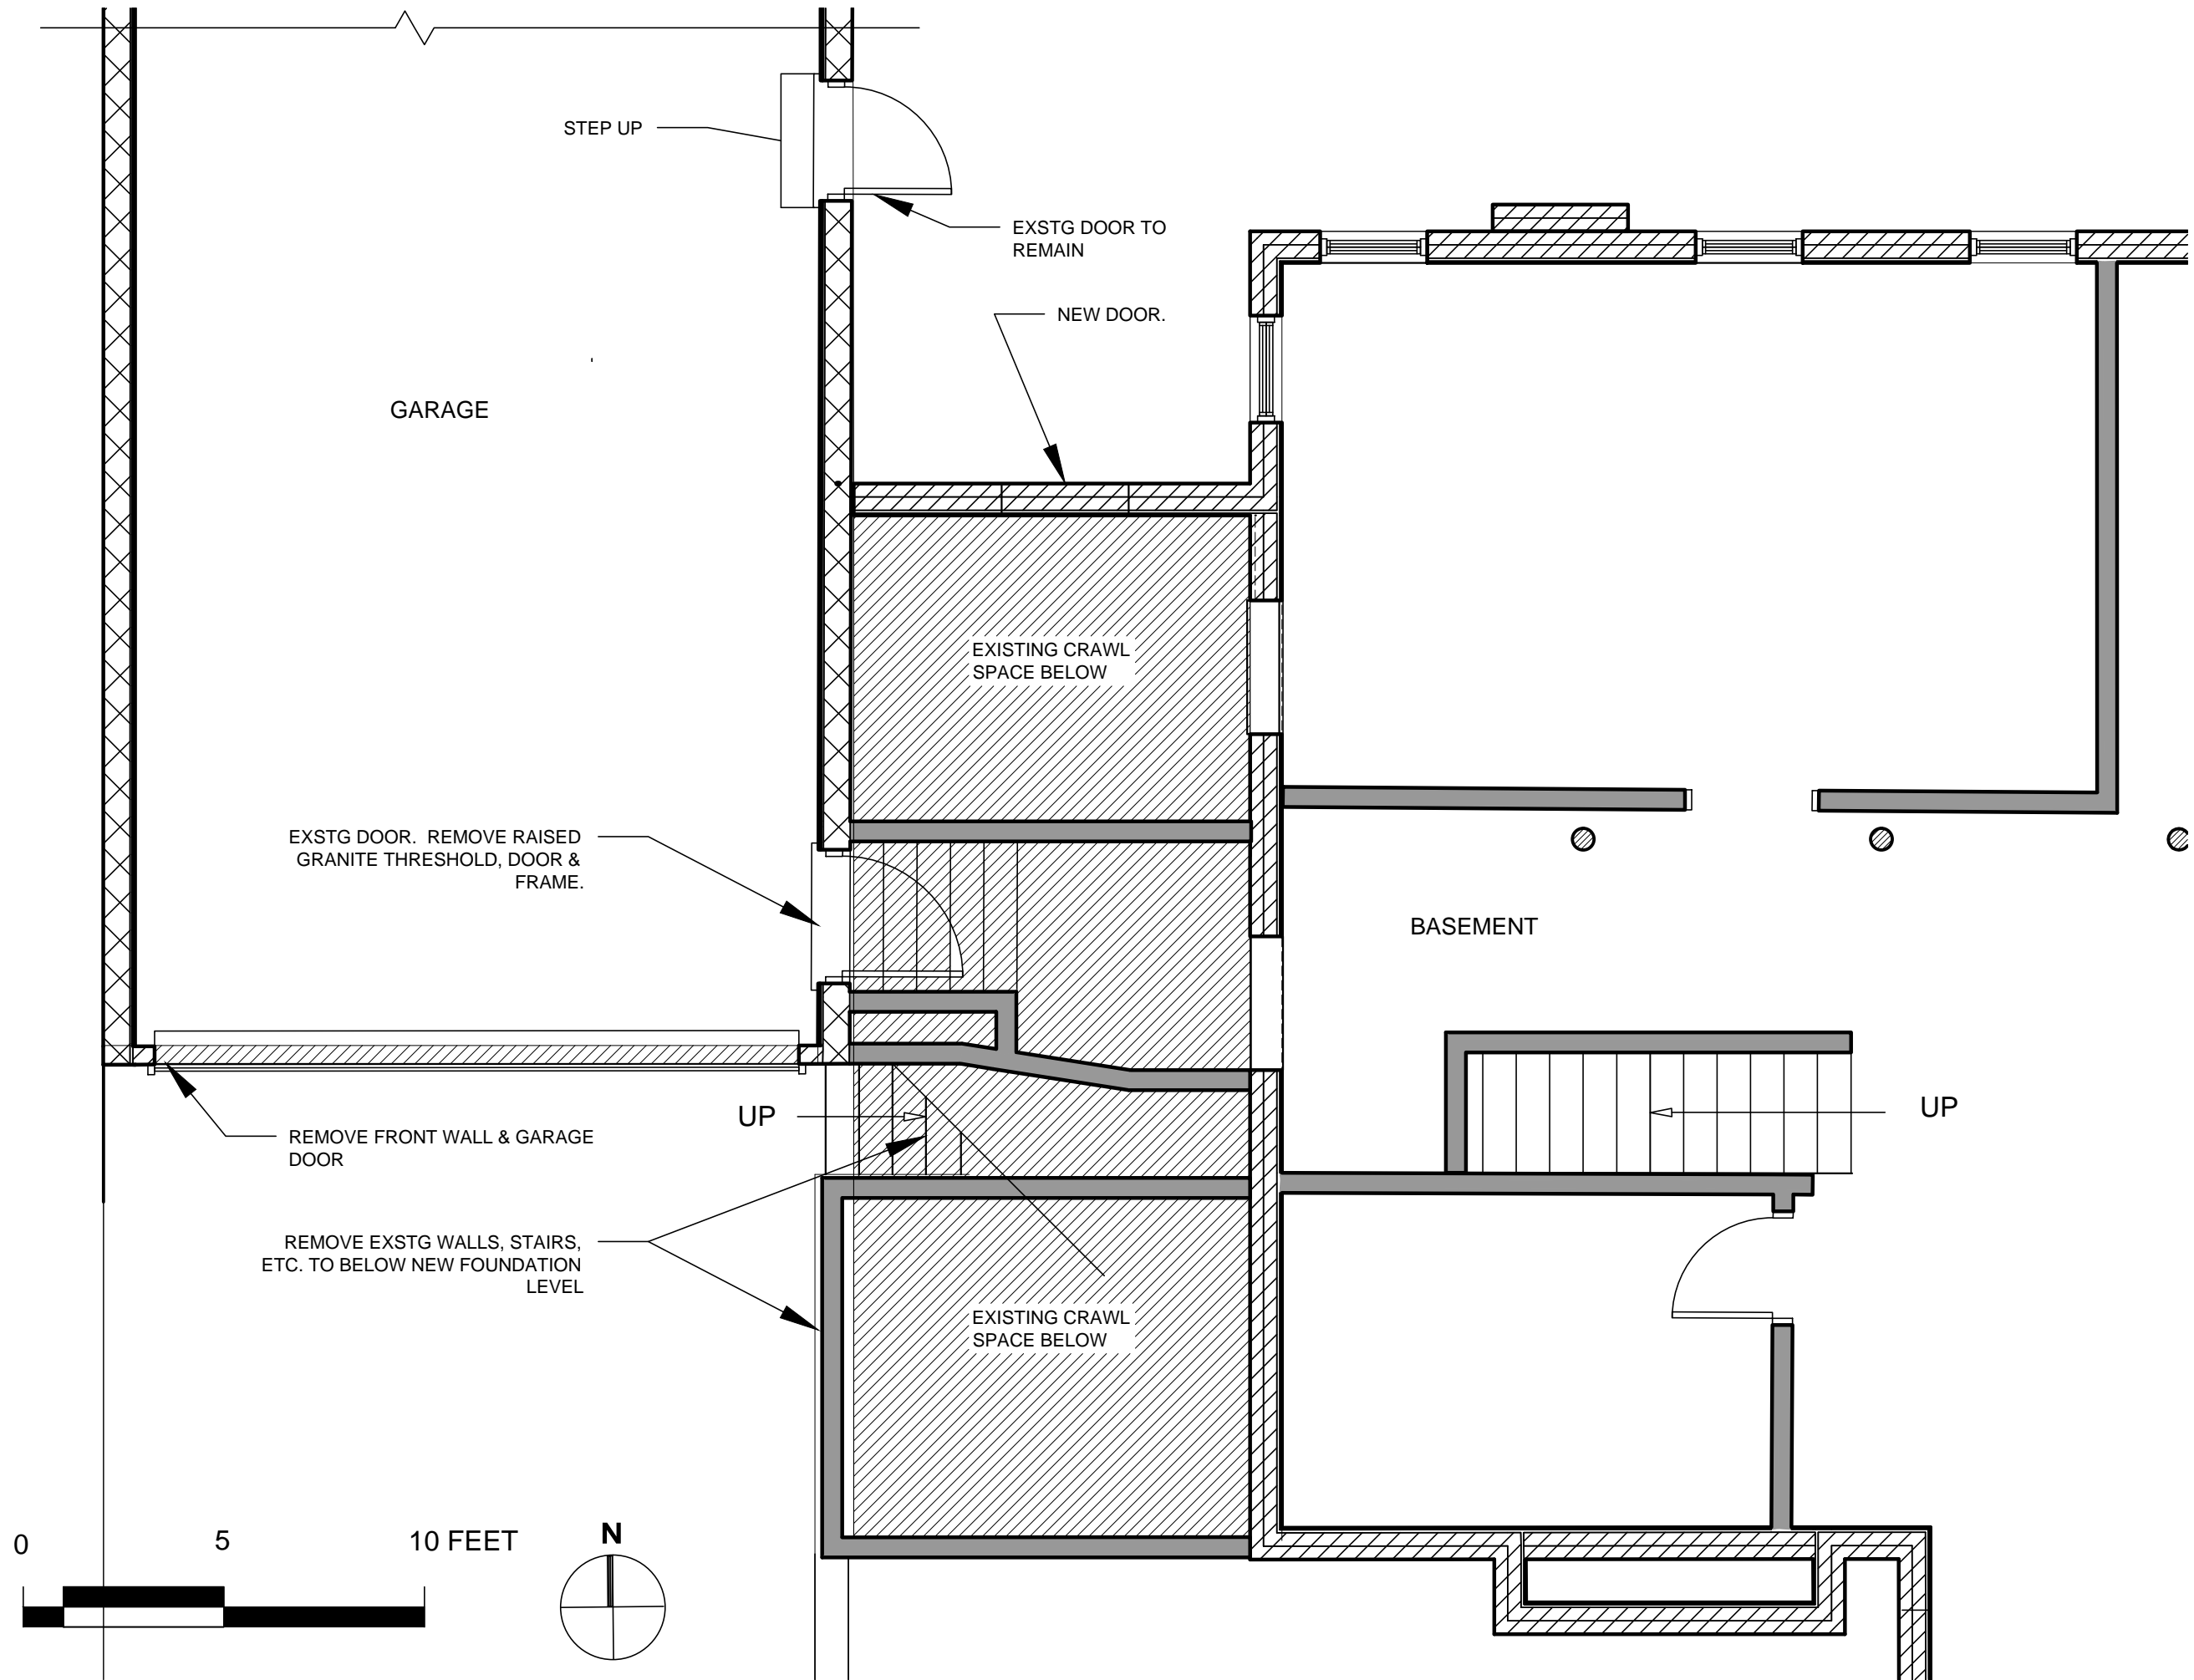 STEP UP
EXSTG DOOR TO
REMAIN
NEW DOOR.
GARAGE
EXISTING CRAWL
SPACE BELOW
EXSTG DOOR.  REMOVE RAISED
GRANITE THRESHOLD, DOOR &
FRAME.
BASEMENT
UP
UP
REMOVE FRONT WALL & GARAGE
DOOR
REMOVE EXSTG WALLS, STAIRS,
ETC. TO BELOW NEW FOUNDATION
LEVEL
EXISTING CRAWL
SPACE BELOW
0 5 10 FEET
N